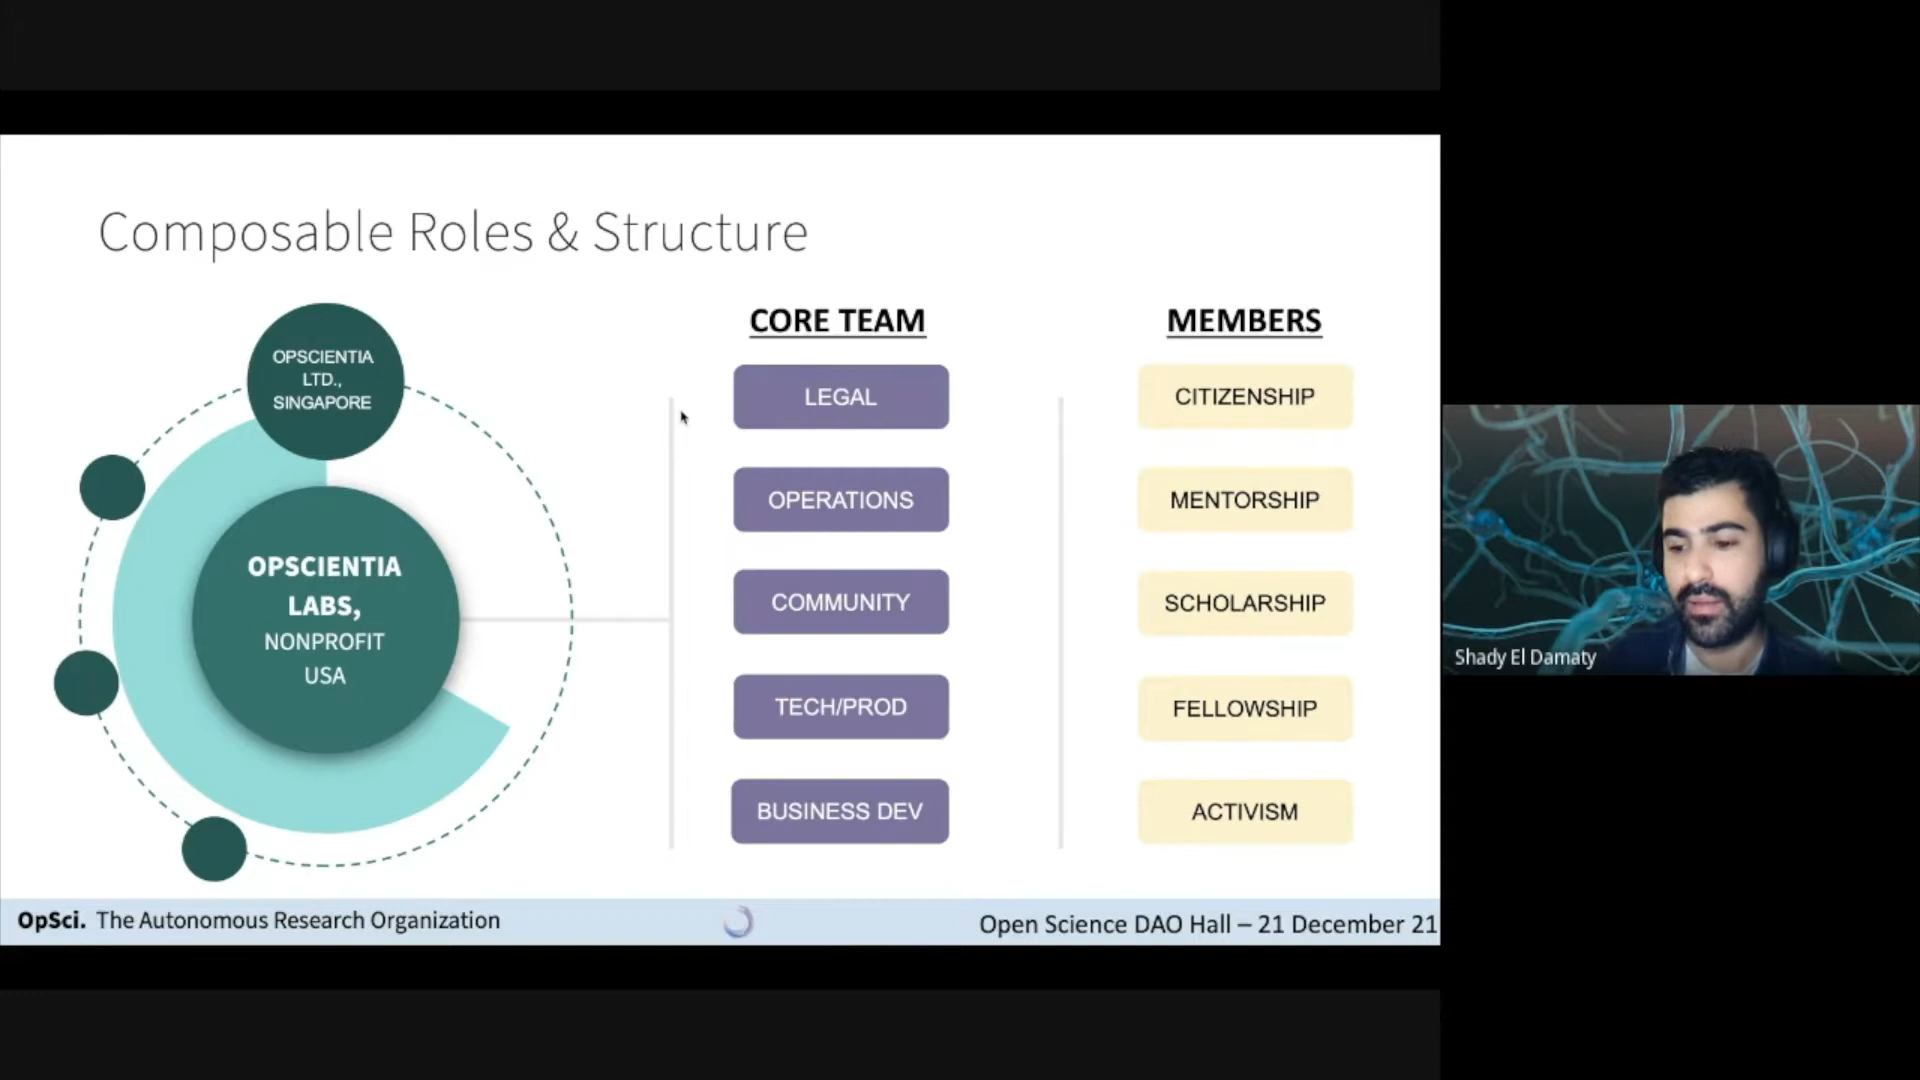 Composable Roles & Structure
OPSCIENTIA
LTD.,
SINGAPORE
OPSCIENTIA
LABS,
NONPROFIT
USA
CORE TEAM
LEGAL
OPERATIONS
COMMUNITY
TECH/PROD
BUSINESS DEV
MEMBERS
CITIZENSHIP
MENTORSHIP
SCHOLARSHIP
FELLOWSHIP
ACTIVISM
Shady El Damaty
OpSci. The Autonomous Research Organization
Open Science DAO Hall – 21 December 21